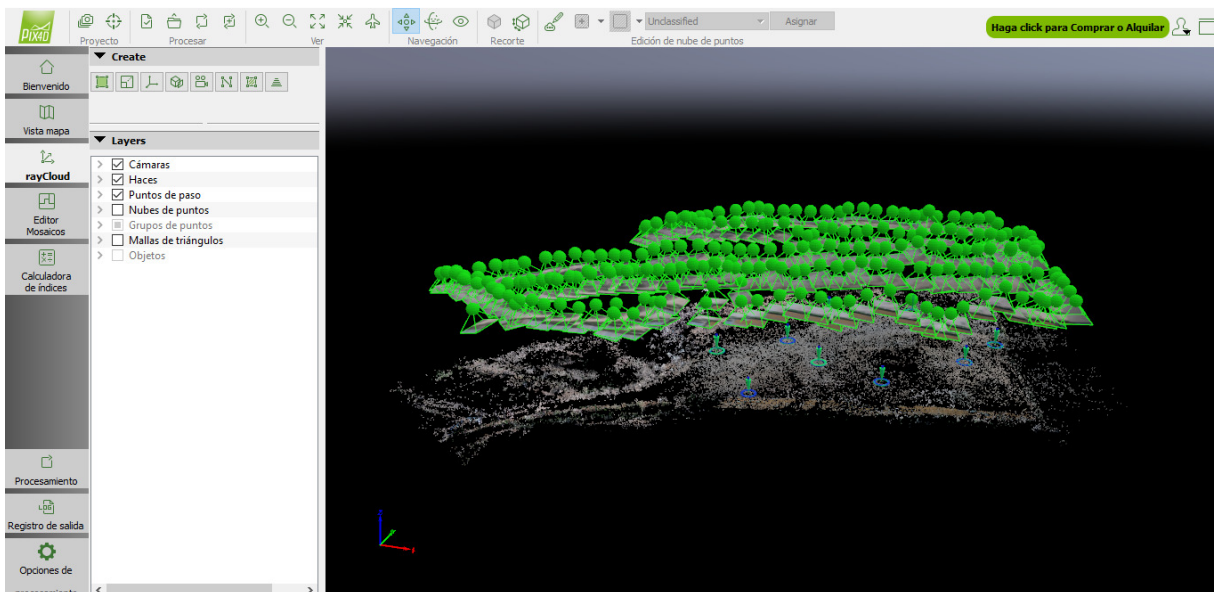 PIX4D
Proyecto
Procesar
Ver
Navegación
Recorte
Unclassified
Asignar
Edición de nube de puntos
Haga click para Comprar o Alquilar
Bienvenido
Vista mapa
rayCloud
Editor
Mosaicos
Calculadora
de índices
Procesamiento
LOG
Registro de salida
Opciones de
Create
Layers
Cámaras
Haces
Puntos de paso
Nubes de puntos
Grupos de puntos
Mallas de triángulos
Objetos